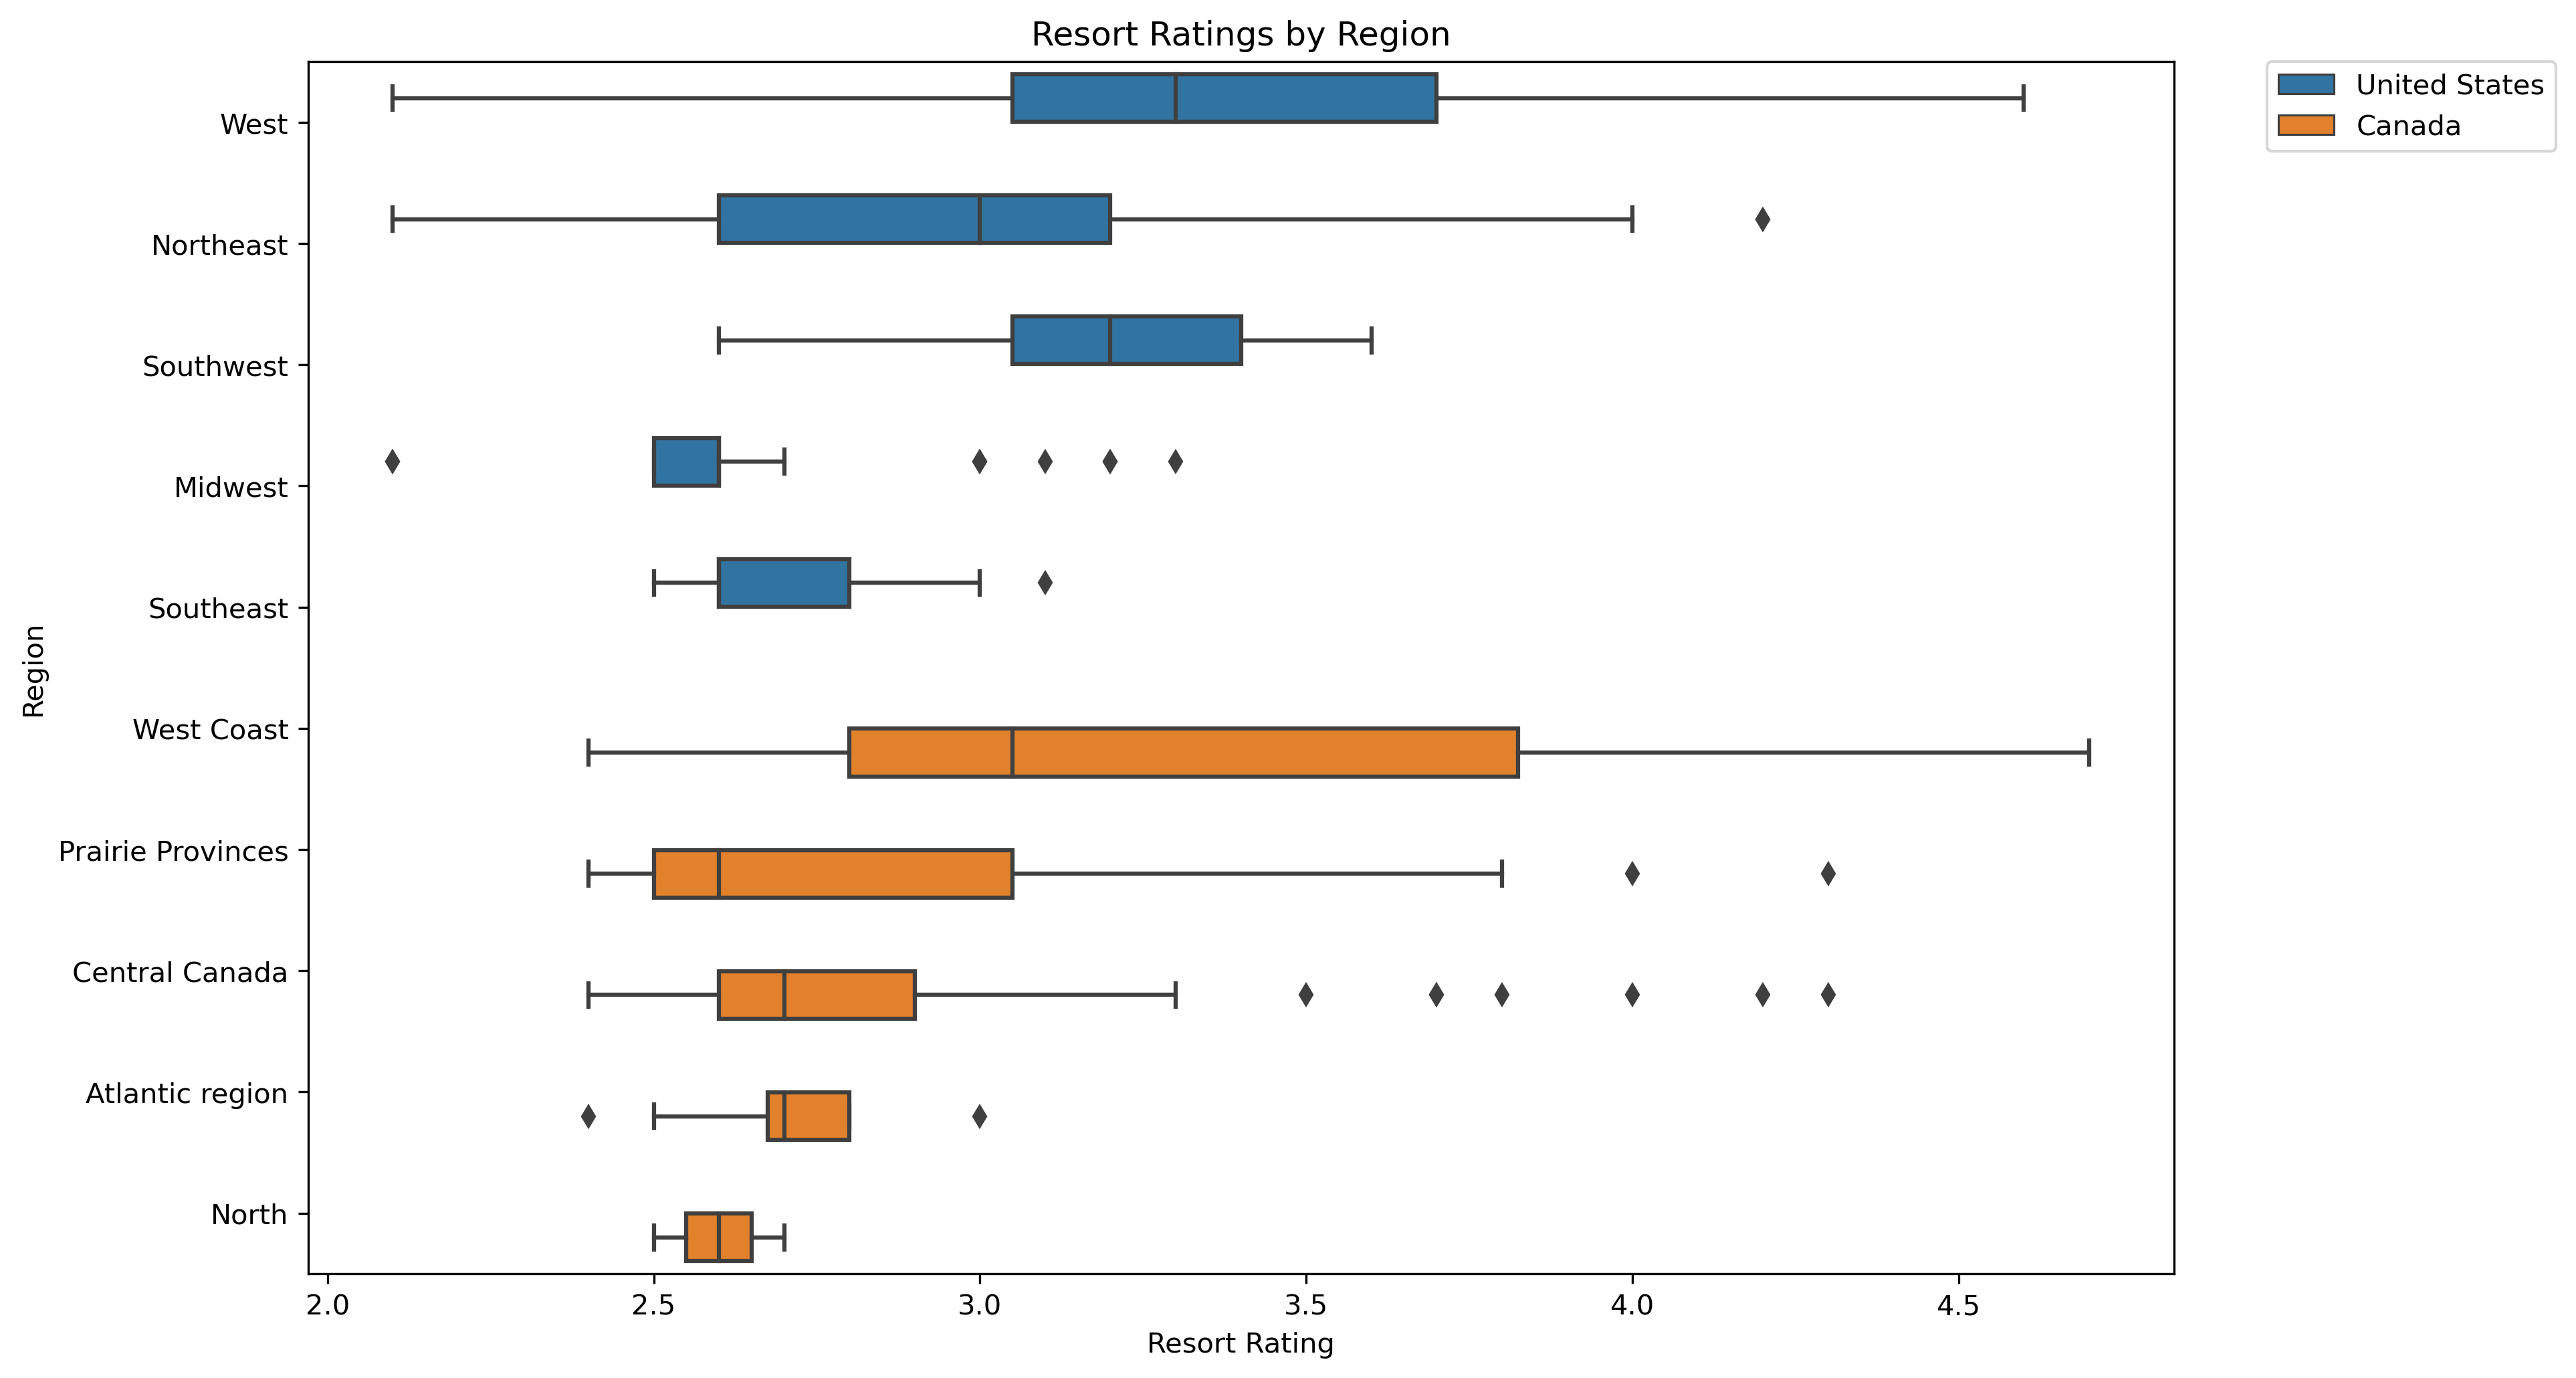 Resort Ratings by Region
United States
Canada
West
Northeast
Southwest
Midwest
Southeast
West Coast
Prairie Provinces
Central Canada
Atlantic region
North
Region
2.0 2.5 3.0 3.5 4.0 4.5
Resort Rating